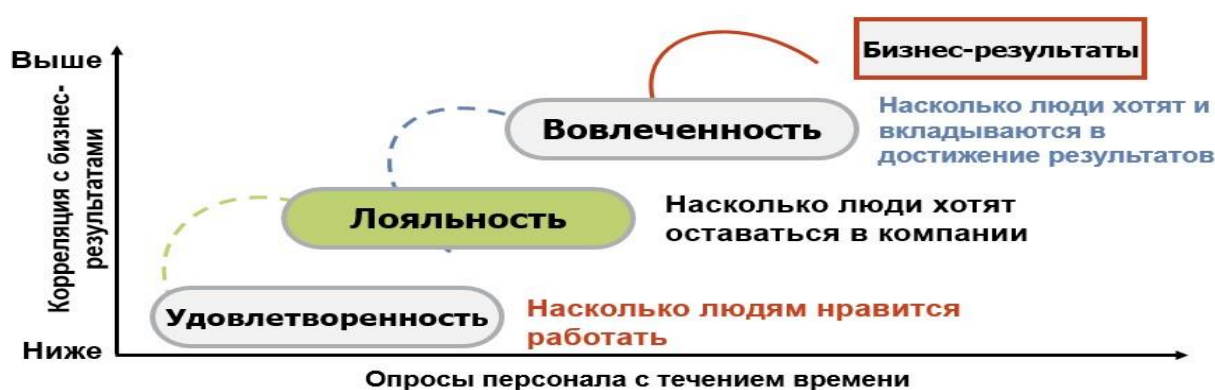 Выше
Бизнес-результаты
Вовлеченность
Насколько люди хотят и
вкладываются в
достижение результатов
Корреляция с бизнес-
результатами
Лояльность
Насколько люди хотят
оставаться в компании
Удовлетворенность
Насколько людям нравится
работать
Ниже
Опросы персонала с течением времени